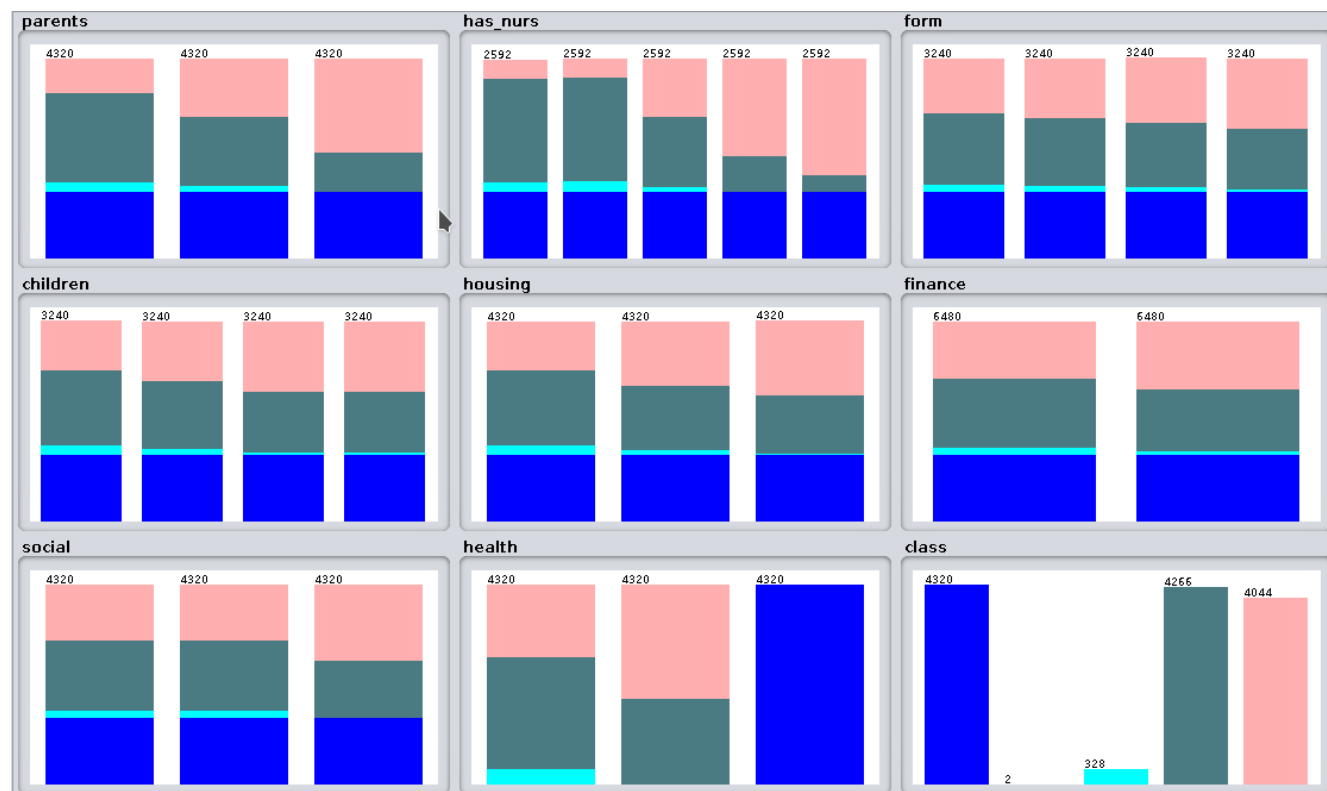 parents has_nurs form
4320 4320 4320 2592 2592 2592 2592 2592 3240 3240 3240 3240
children housing finance
3240 3240 3240 3240 4320 4320 4320 6480 6480
social health class
4320 4320 4320 4320 4320 4320 4320 2 328 4266 4044